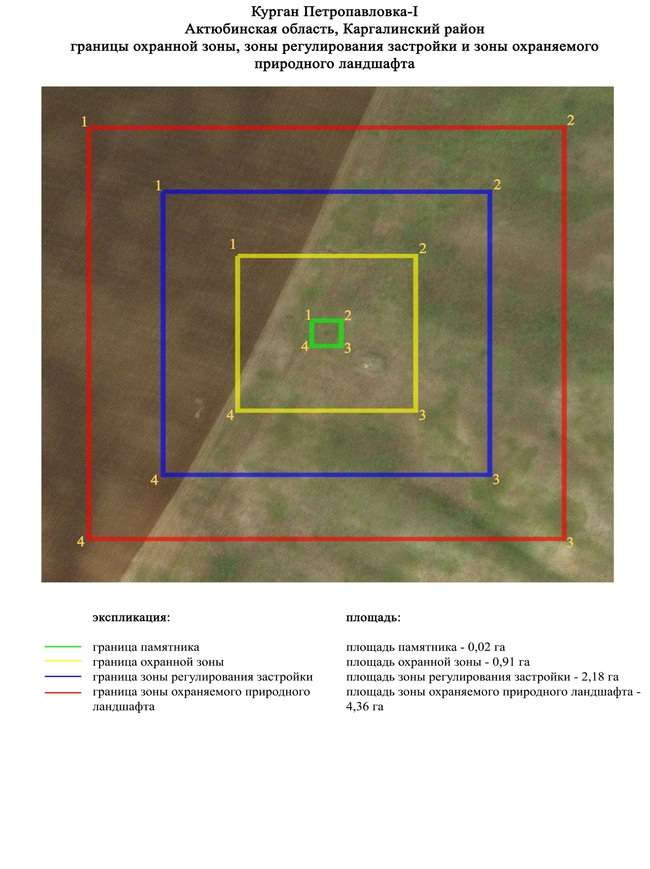 Курган Петропавловка-I
Актюбинская область, Каргалинский район
границы охранной зоны, зоны регулирования застройки и зоны охраняемого
природного ландшафта
1
2
1
2
1
2
1 2
4 3
4
3
4
3
4
3
экспликация:
площадь:
граница памятника
площадь памятника - 0,02 га
граница охранной зоны
площадь охранной зоны - 0,91 га
граница зоны регулирования застройки
площадь зоны регулирования застройки - 2,18 га
граница зоны охраняемого природного
ландшафта
площадь зоны охраняемого природного ландшафта -
4,36 га